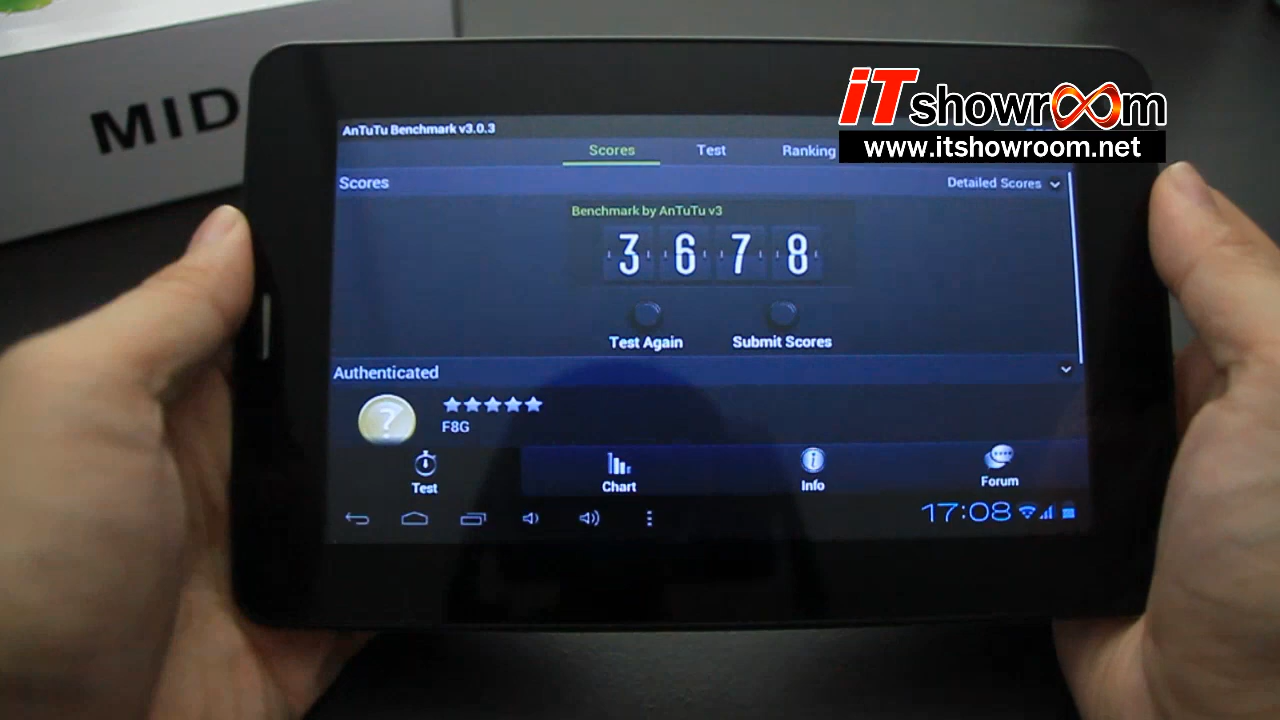 MID
iTshowroom
www.itshowroom.net
AnTuTu Benchmark v3.0.3
Scores
Test
Ranking
Scores
Detailed Scores
Benchmark by AnTuTu v3
3678
Test Again
Submit Scores
Authenticated
?
F8G
Test
Chart
Info
Forum
17:08